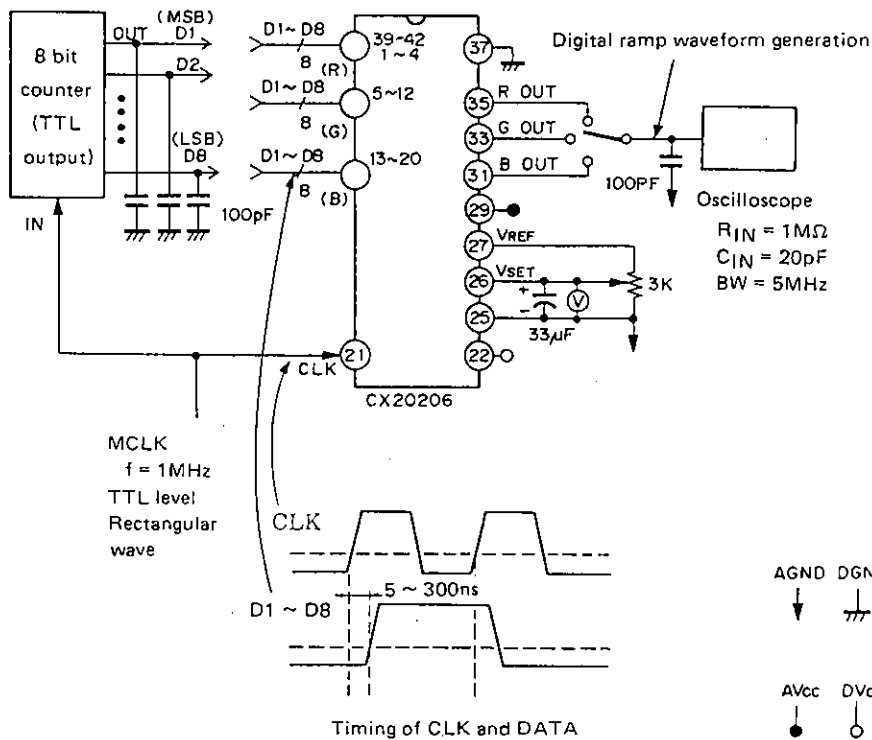 8 bit
counter
(TTL
output)
OUT
(MSB)
D1
D2
(LSB)
D8
IN
100pF
D1~D8
8
(R)
D1~D8
8
(G)
D1~D8
8
(B)
39~42
1~4
5~12
13~20
21
CLK
37
35
R OUT
33
G OUT
31
B OUT
29
27
VREF
26
VSET
25
22
CX20206
+
-
33μF
V
3K
Digital ramp waveform generation
100PF
Oscilloscope
RIN = 1MΩ
CIN = 20pF
BW = 5MHz
MCLK
f = 1MHz
TTL level
Rectangular
wave
CLK
5 ~ 300ns
D1 ~ D8
Timing of CLK and DATA
AGND
AVcc